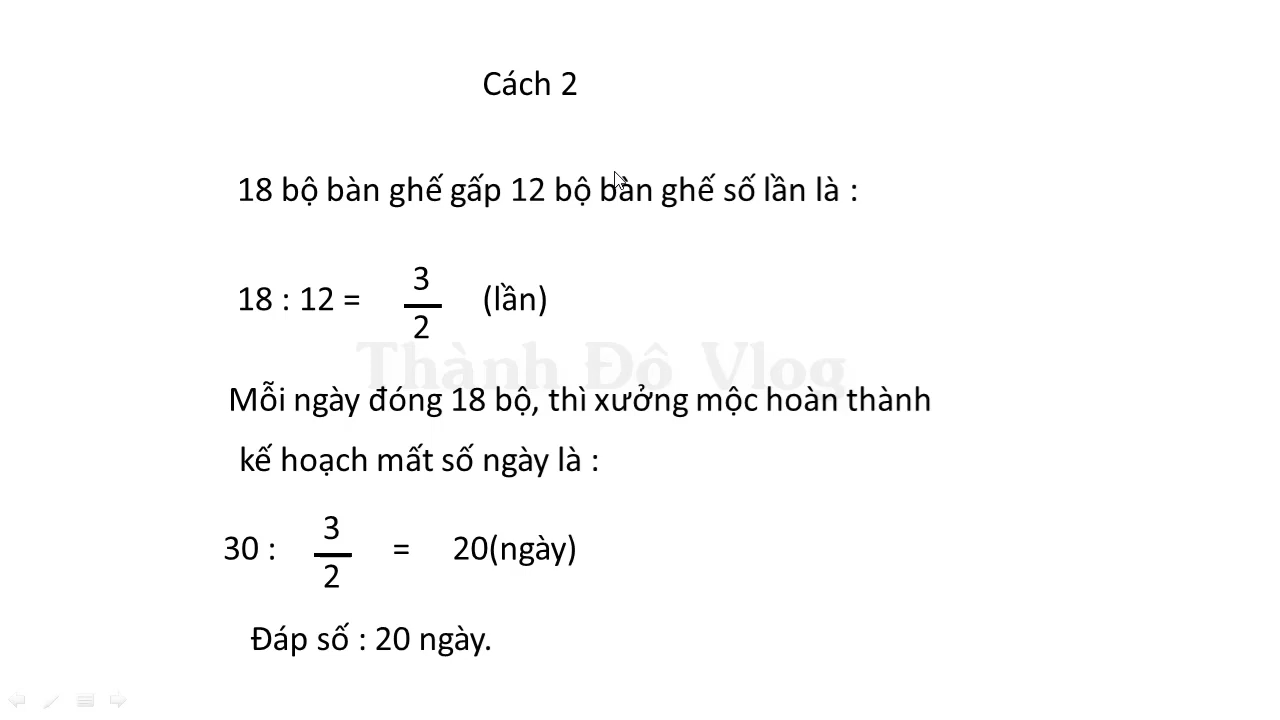 Cách 2
18 bộ bàn ghế gấp 12 bộ bàn ghế số lần là :
18 : 12 = 3/2 (lần)
Thành Đô Vlog
Mỗi ngày đóng 18 bộ, thì xưởng mộc hoàn thành
kế hoạch mất số ngày là :
30 : 3/2 = 20(ngày)
Đáp số : 20 ngày.